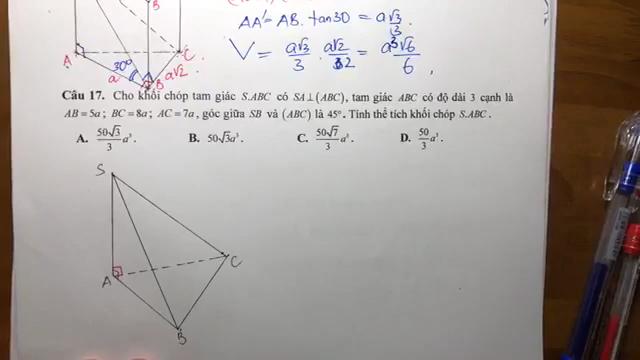 AA' = AB. tan30 = a√3/3.
B
A
30°
C
a
B
a√2.
V = a√3/3 . a√2/2 = a³√6/6,
Câu 17. Cho khối chóp tam giác S.ABC có SA⊥(ABC), tam giác ABC có độ dài 3 cạnh là
AB = 5a; BC = 8a; AC = 7a, góc giữa SB và (ABC) là 45°. Tính thể tích khối chóp S.ABC.
A. 50√3/3 a³. B. 50√3a³. C. 50√7/3 a³. D. 50/3 a³.
S
A
C
B